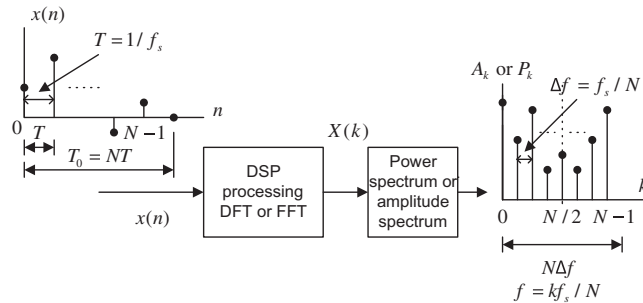 x(n)
T = 1/f_s
.....
0
n
N − 1
T
T_0 = NT
x(n)
DSP
processing
DFT or FFT
X(k)
Power
spectrum or
amplitude
spectrum
A_k or P_k
Δf = f_s / N
.....
k
0
N / 2
N − 1
NΔf
f = kf_s / N